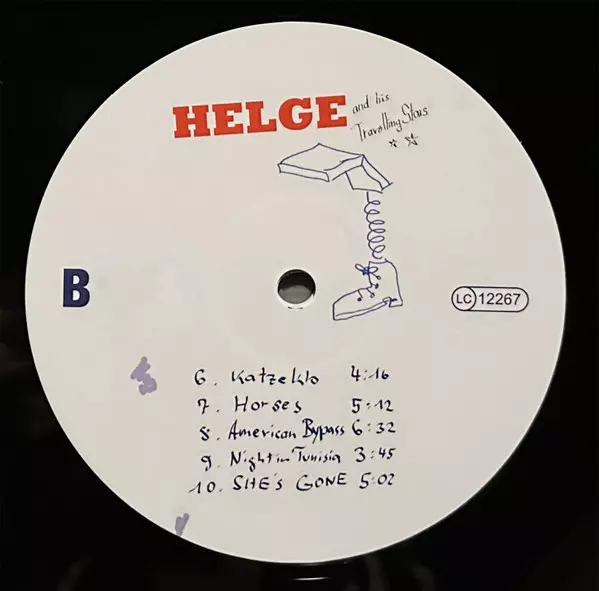 HELGE and his
Travelling Stars
B
LC 12267
6. Katzeklo 4:16
7. Horses 5:12
8. American Bypass 6:32
9. Night in Tunisia 3:45
10. SHE'S GONE 5:02